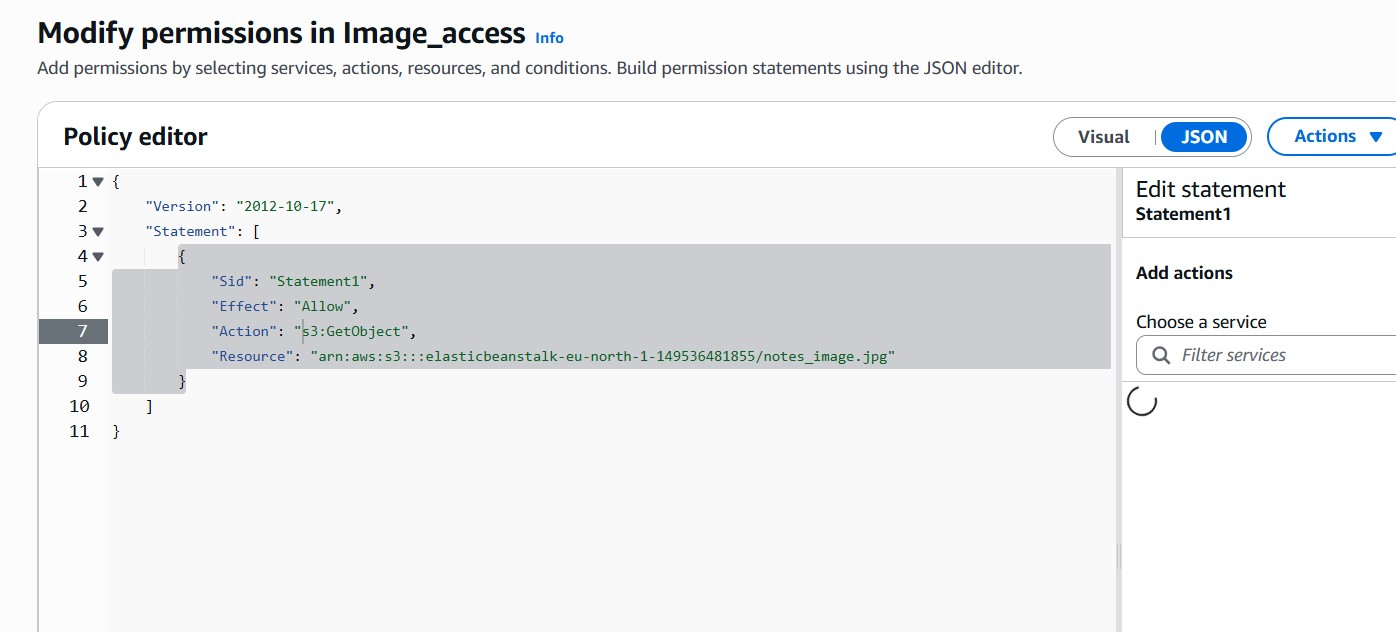 Modify permissions in Image_access Info
Add permissions by selecting services, actions, resources, and conditions. Build permission statements using the JSON editor.
Policy editor
Visual
JSON
Actions
1 {
2 "Version": "2012-10-17",
3 "Statement": [
4 {
5 "Sid": "Statement1",
6 "Effect": "Allow",
7 "Action": "s3:GetObject",
8 "Resource": "arn:aws:s3:::elasticbeanstalk-eu-north-1-149536481855/notes_image.jpg"
9 }
10 ]
11 }
Edit statement
Statement1
Add actions
Choose a service
Filter services